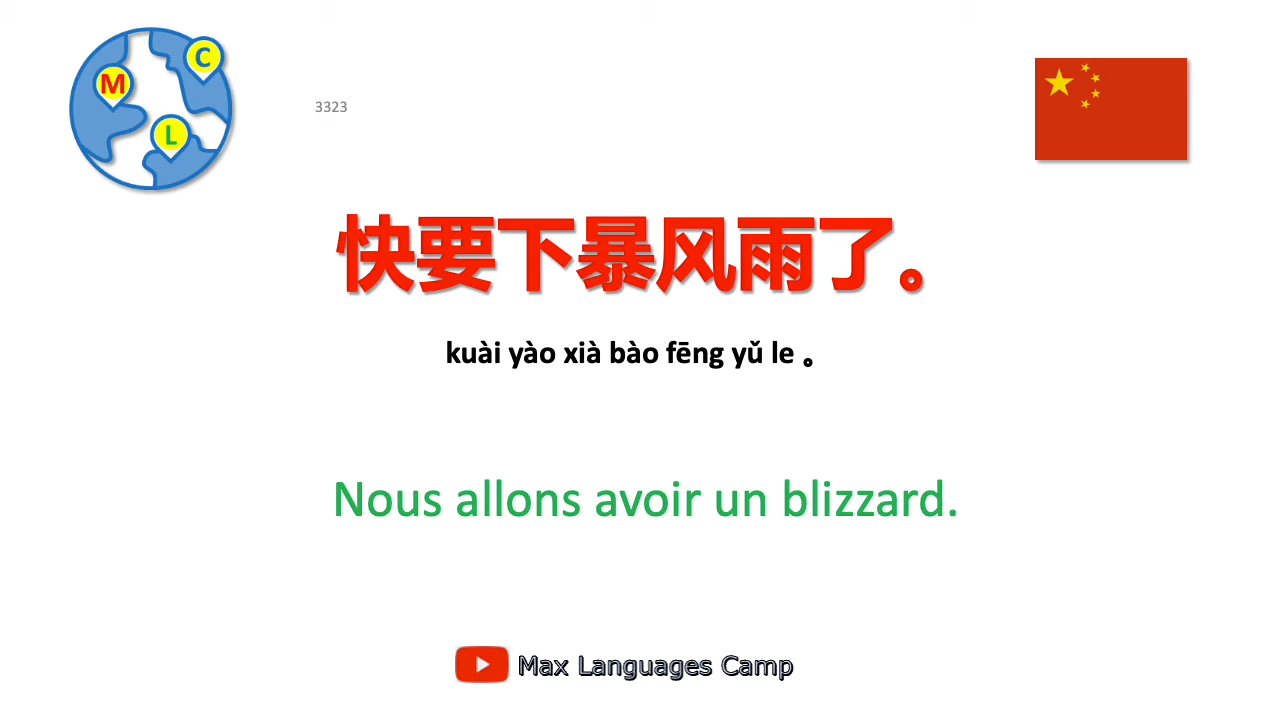 M
C
L
3323
快要下暴风雨了。
kuài yào xià bào fēng yǔ le 。
Nous allons avoir un blizzard.
Max Languages Camp